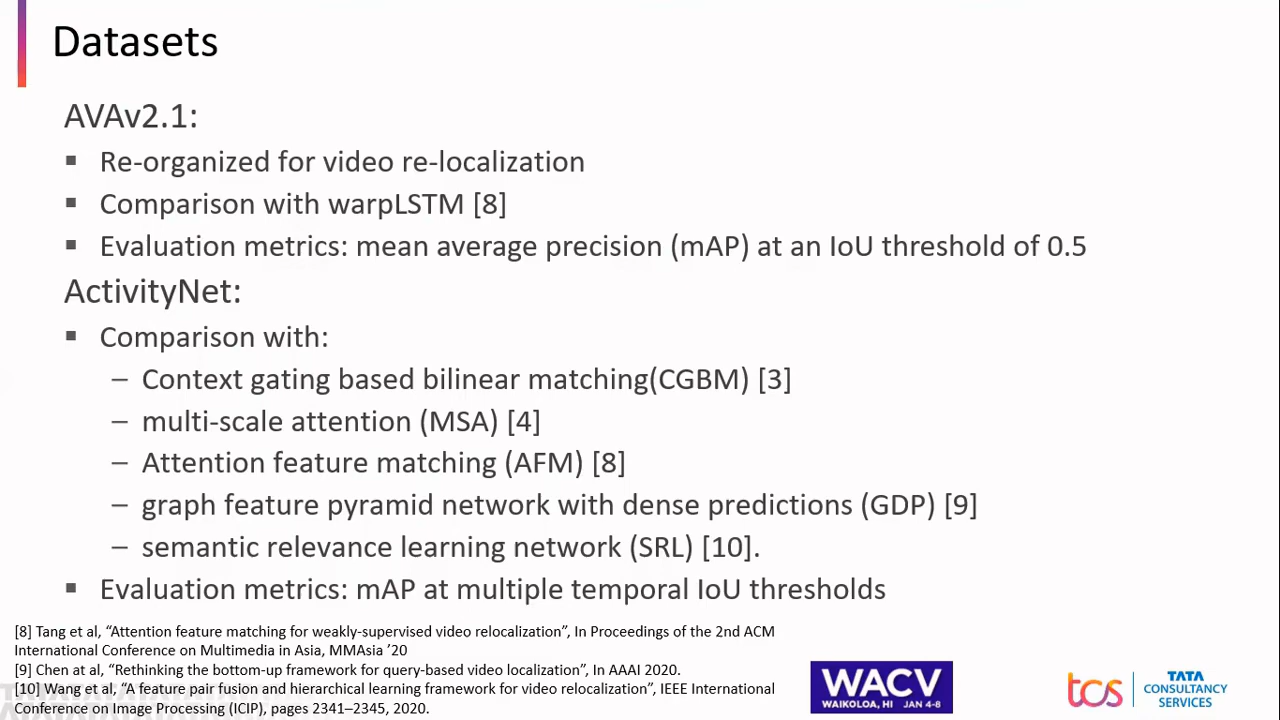 Datasets
AVAv2.1:
▪ Re-organized for video re-localization
▪ Comparison with warpLSTM [8]
▪ Evaluation metrics: mean average precision (mAP) at an IoU threshold of 0.5
ActivityNet:
▪ Comparison with:
– Context gating based bilinear matching(CGBM) [3]
– multi-scale attention (MSA) [4]
– Attention feature matching (AFM) [8]
– graph feature pyramid network with dense predictions (GDP) [9]
– semantic relevance learning network (SRL) [10].
▪ Evaluation metrics: mAP at multiple temporal IoU thresholds
[8] Tang et al, “Attention feature matching for weakly-supervised video relocalization”, In Proceedings of the 2nd ACM
International Conference on Multimedia in Asia, MMAsia ’20
[9] Chen at al, “Rethinking the bottom-up framework for query-based video localization”, In AAAI 2020.
[10] Wang et al, “A feature pair fusion and hierarchical learning framework for video relocalization”, IEEE International
Conference on Image Processing (ICIP), pages 2341–2345, 2020.
WACV
WAIKOLOA, HI JAN 4-8
tcs
TATA
CONSULTANCY
SERVICES